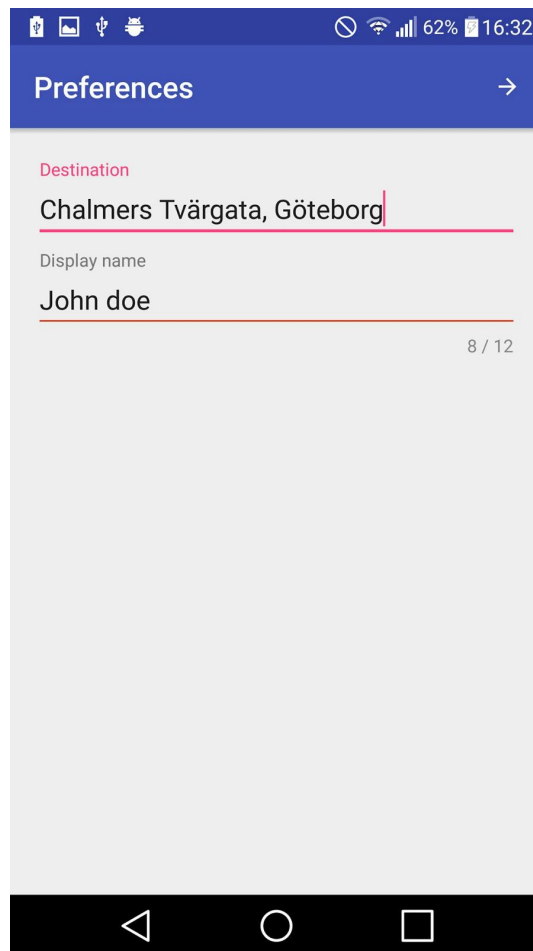 62% 16:32
Preferences
Destination
Chalmers Tvärgata, Göteborg
Display name
John doe
8 / 12